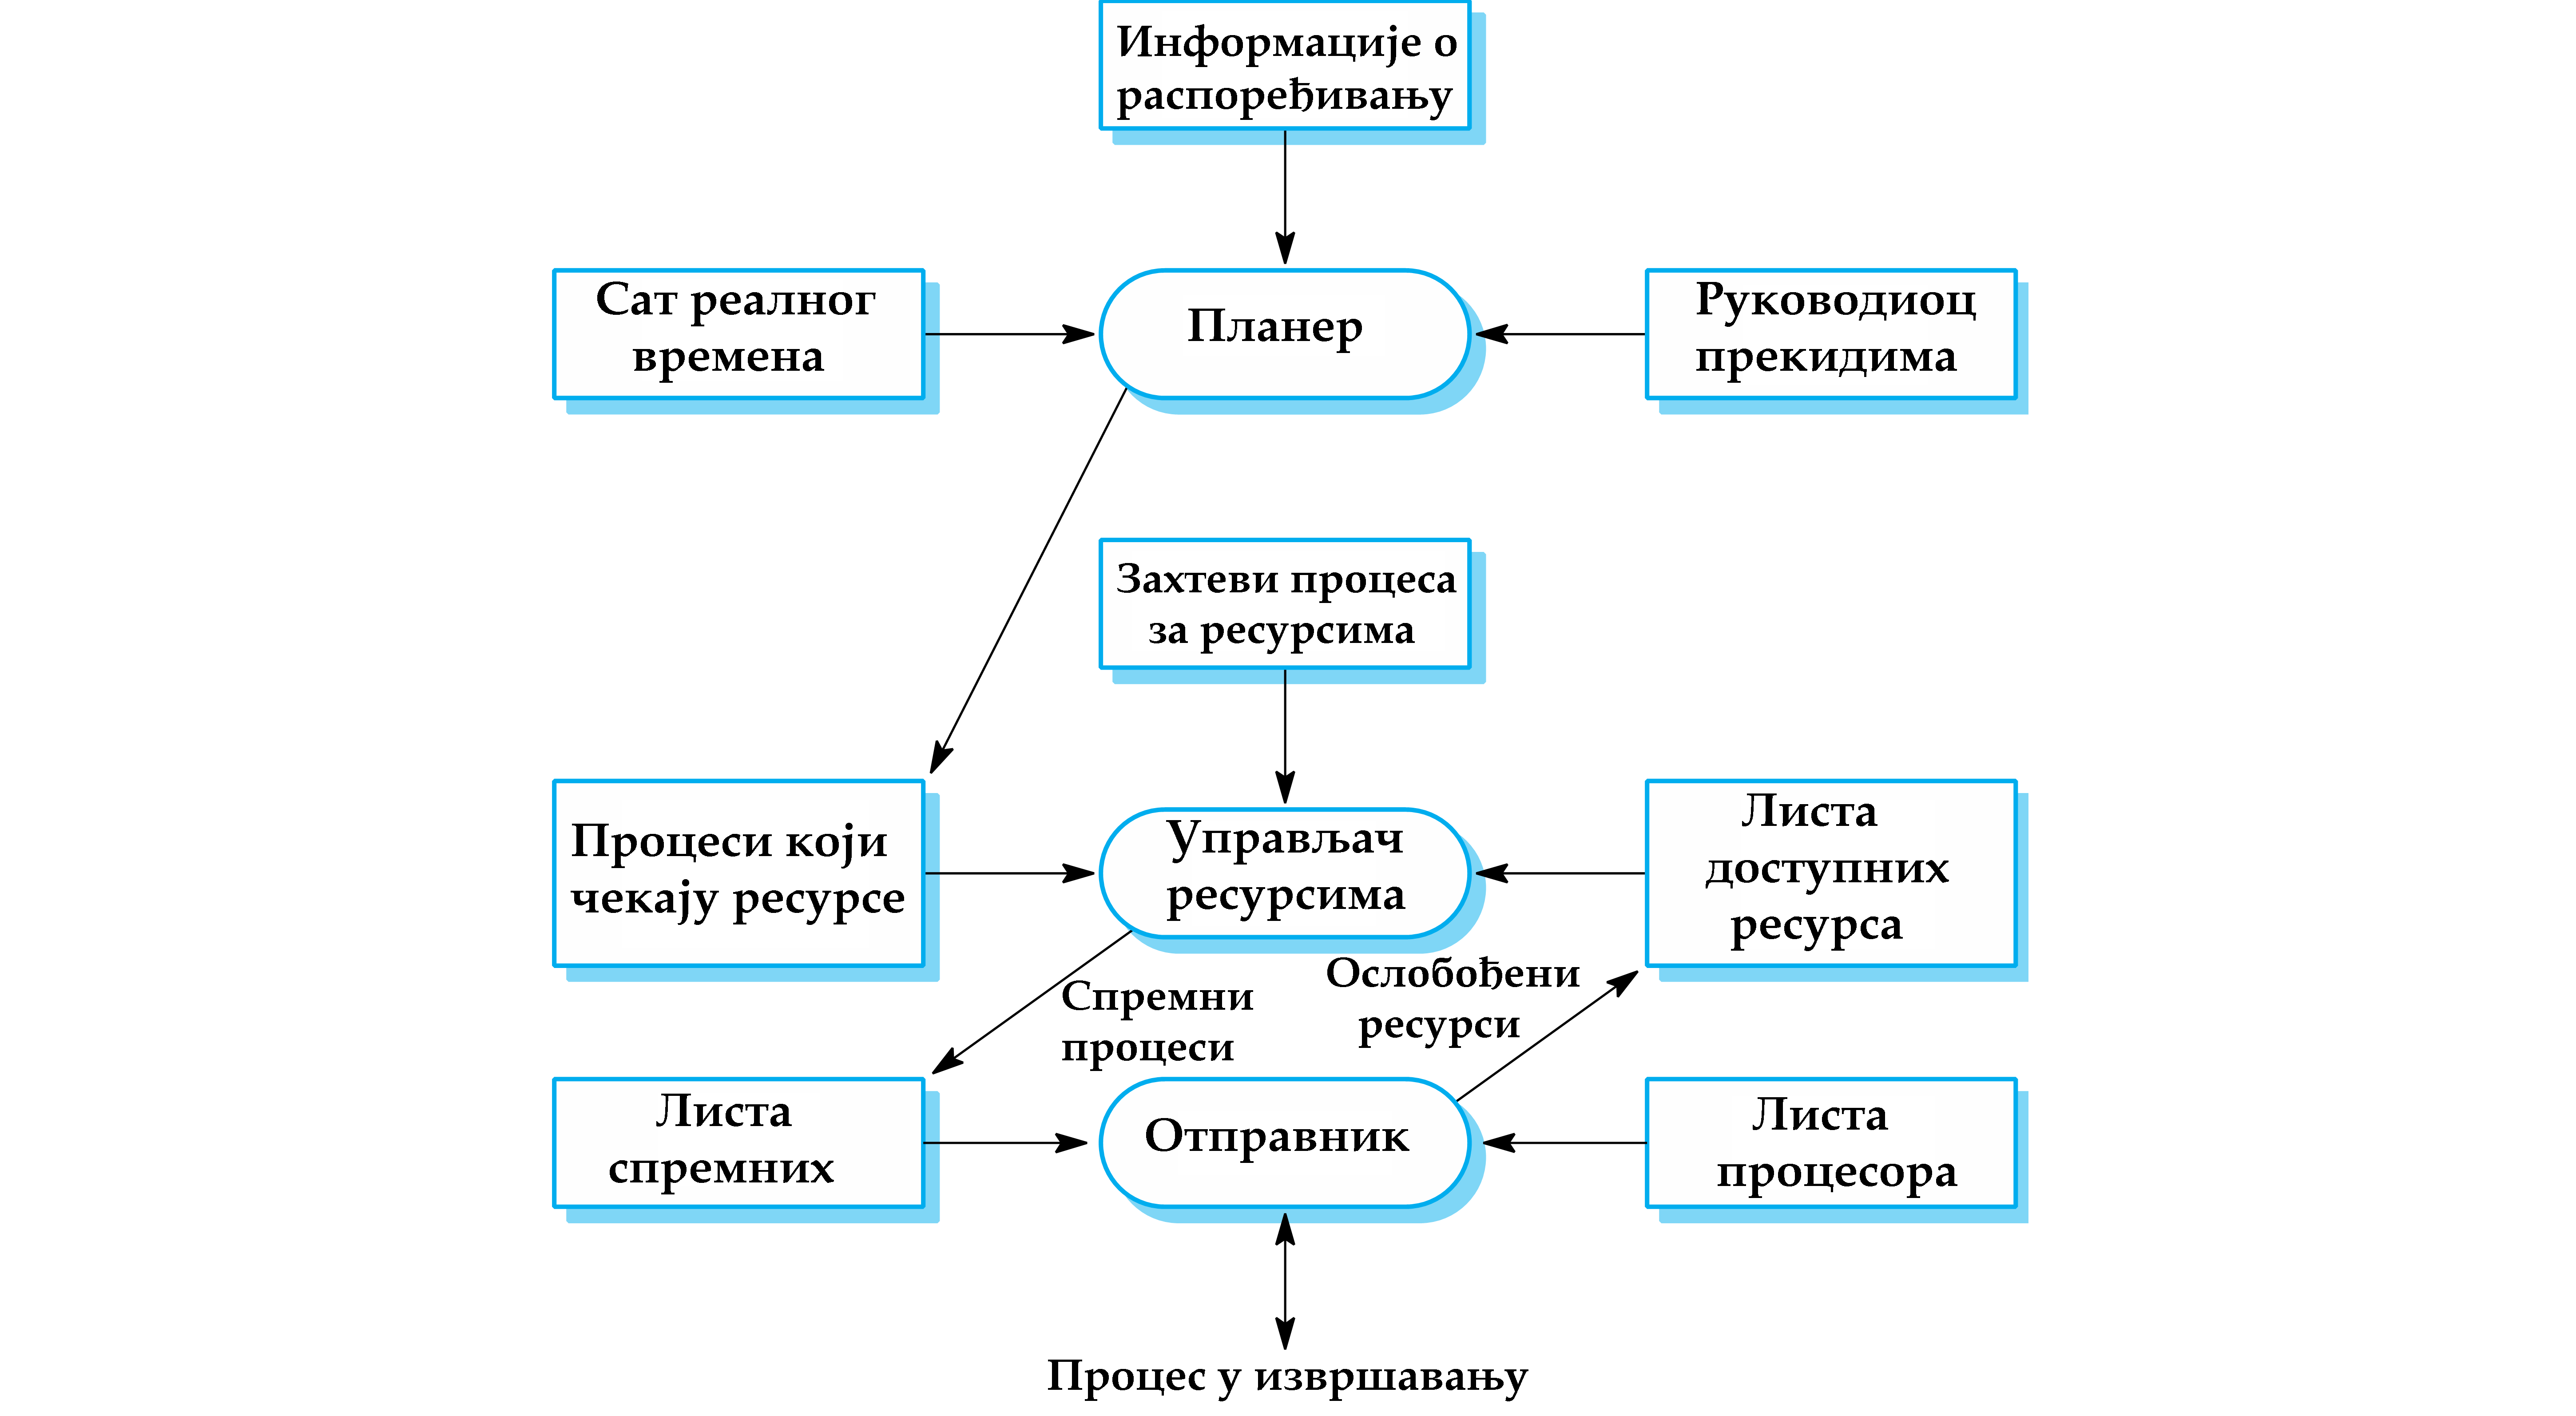 Информације о
распоређивању
Сат реалног
времена
Планер
Руководиоц
прекидима
Захтеви процеса
за ресурсима
Процеси који
чекају ресурсе
Управљач
ресурсима
Листа
доступних
ресурса
Спремни
процеси
Ослобођени
ресурси
Листа
спремних
Отправник
Листа
процесора
Процес у извршавању